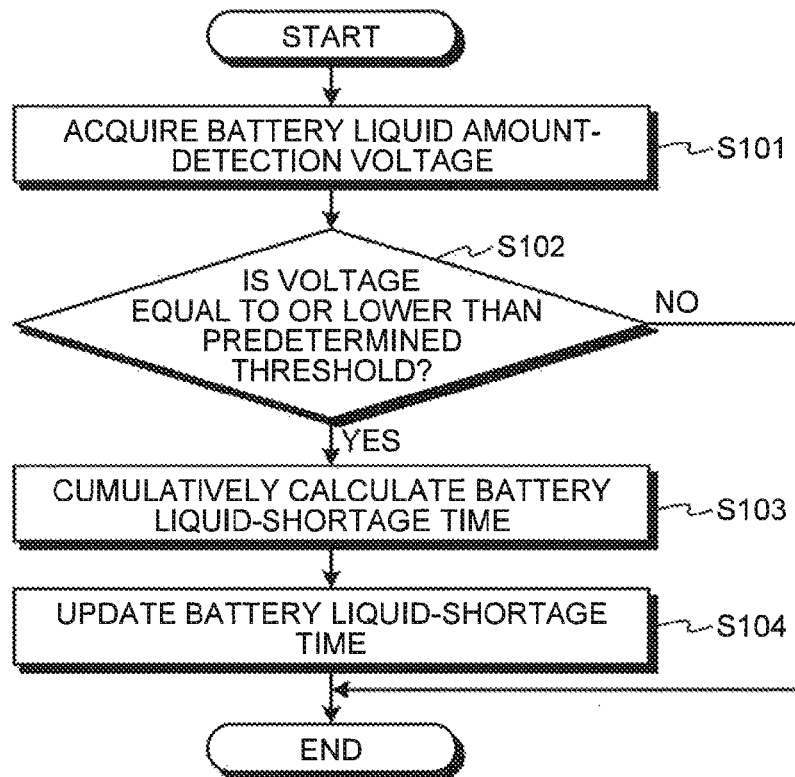 START
ACQUIRE BATTERY LIQUID AMOUNT-
DETECTION VOLTAGE
S101
S102
IS VOLTAGE
EQUAL TO OR LOWER THAN
PREDETERMINED
THRESHOLD?
NO
YES
CUMULATIVELY CALCULATE BATTERY
LIQUID-SHORTAGE TIME
S103
UPDATE BATTERY LIQUID-SHORTAGE
TIME
S104
END